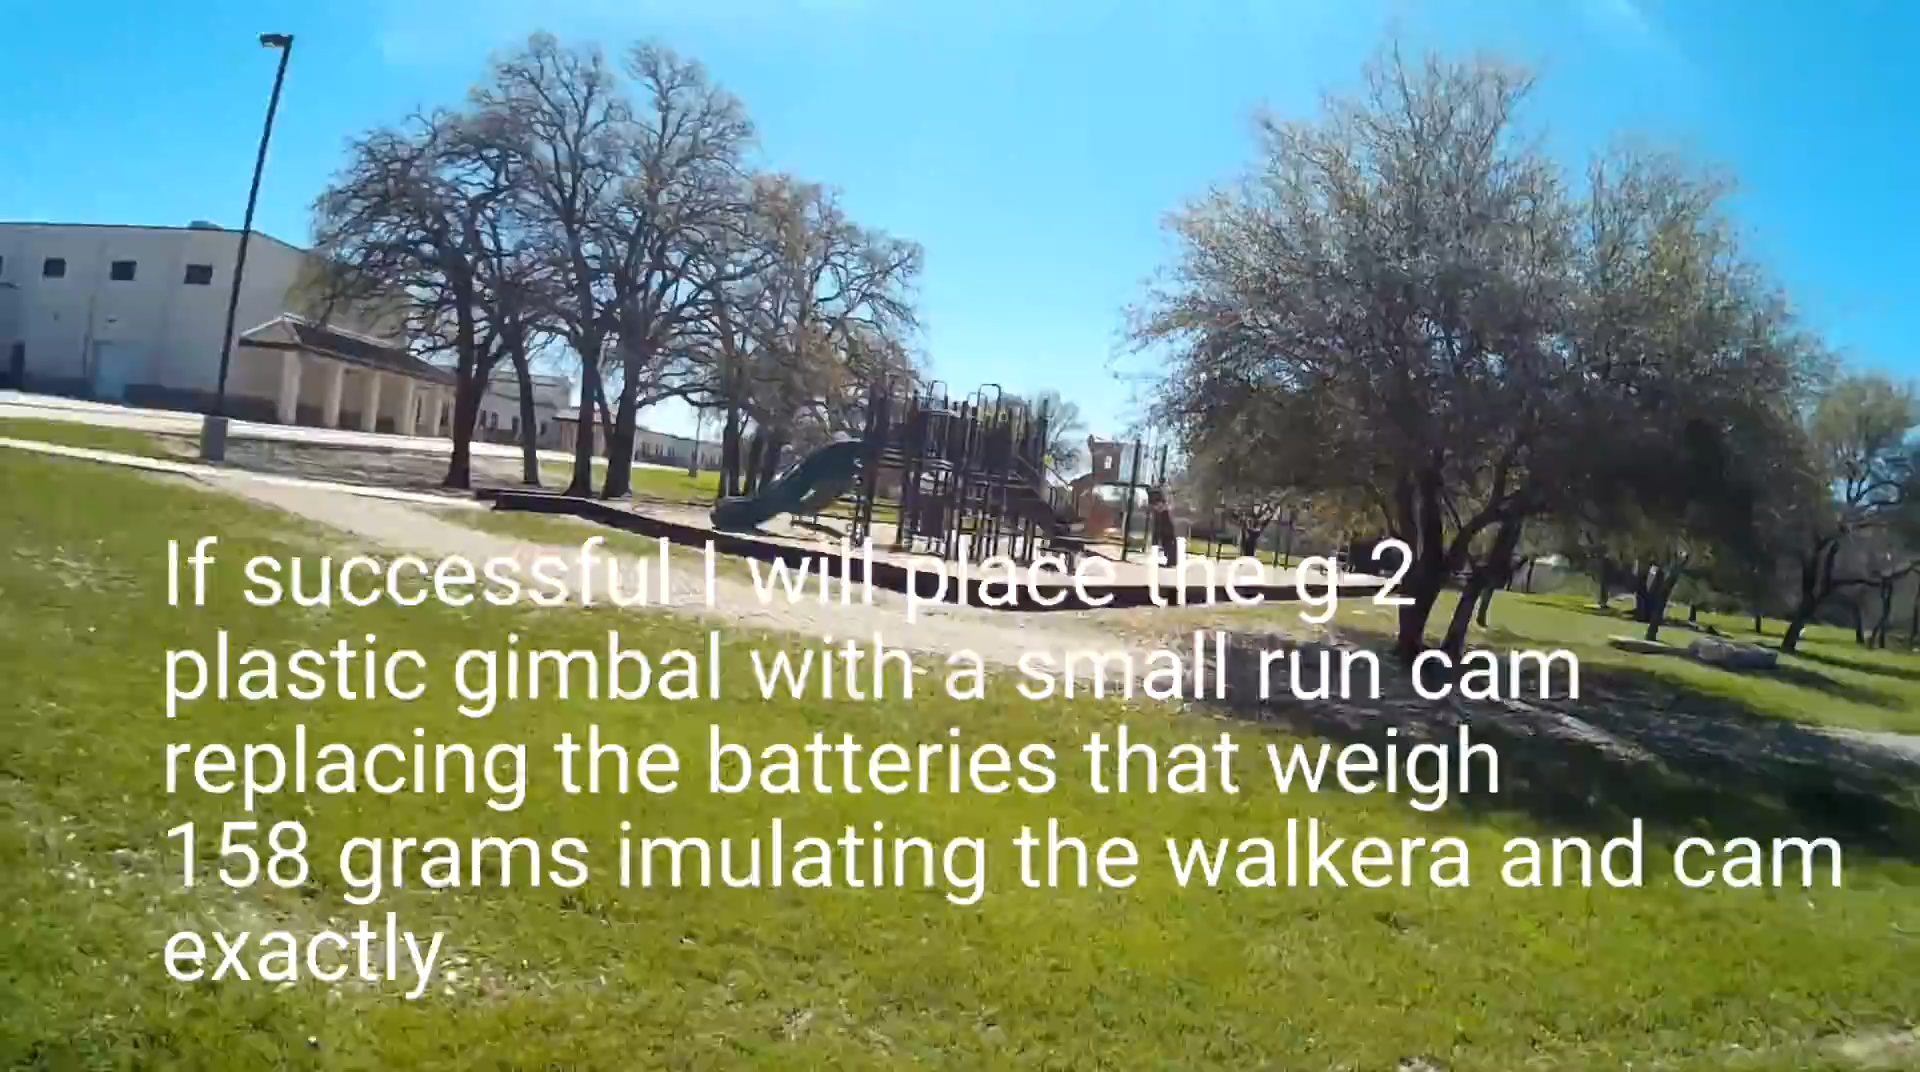 If successful I will place the g-2
plastic gimbal with a small run cam
replacing the batteries that weigh
158 grams imulating the walkera and cam
exactly.